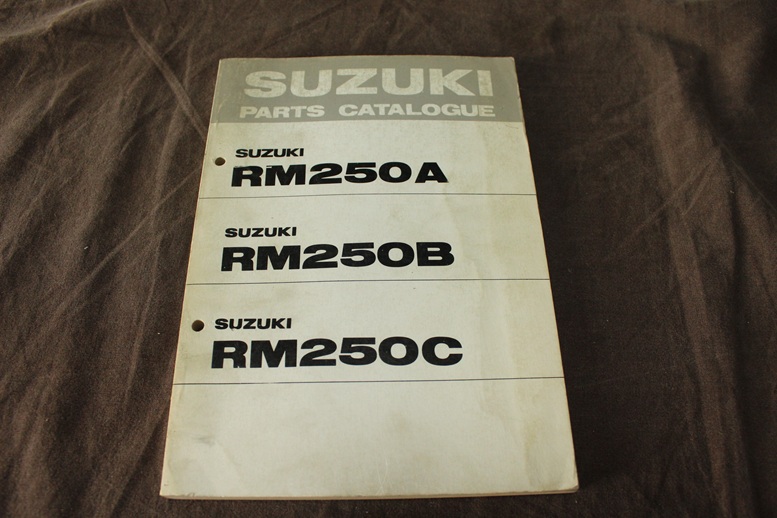 SUZUKI
PARTS CATALOGUE
SUZUKI
RM250A
SUZUKI
RM250B
SUZUKI
RM250C